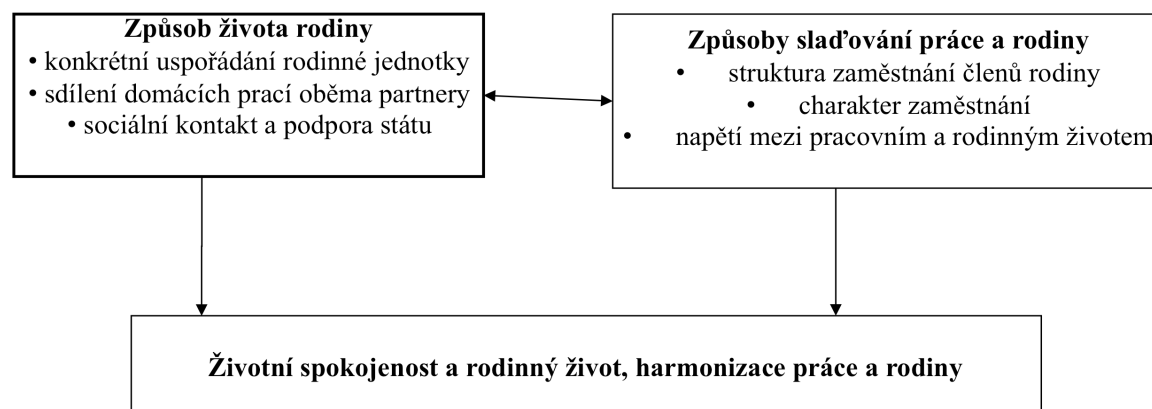 Způsob života rodiny
• konkrétní uspořádání rodinné jednotky
• sdílení domácích prací oběma partnery
• sociální kontakt a podpora státu
Způsoby slaďování práce a rodiny
• struktura zaměstnání členů rodiny
• charakter zaměstnání
• napětí mezi pracovním a rodinným životem
Životní spokojenost a rodinný život, harmonizace práce a rodiny